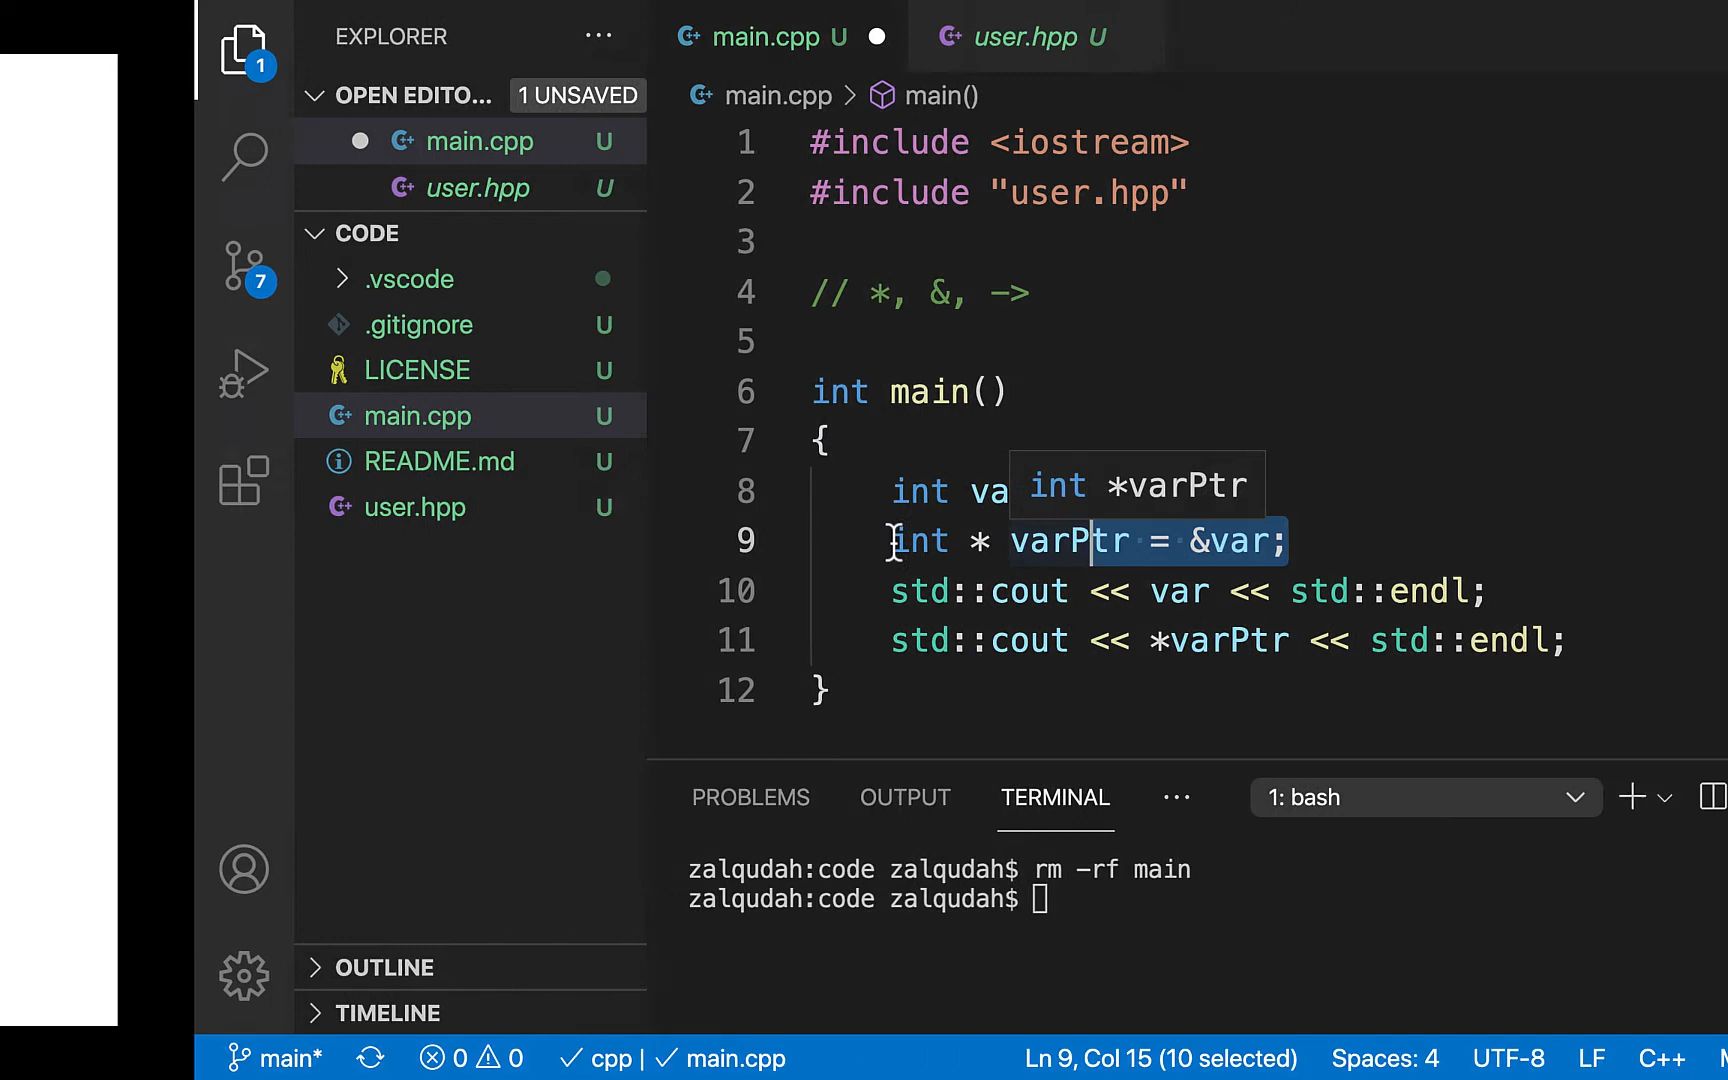 EXPLORER ...
main.cpp U
user.hpp U
1
OPEN EDITO... 1 UNSAVED
main.cpp > main()
main.cpp U
user.hpp U
CODE
.vscode
.gitignore U
LICENSE U
main.cpp U
README.md U
user.hpp U
7
1 #include <iostream>
2 #include "user.hpp"
3
4 // *, &, ->
5
6 int main()
7 {
8 int va
int *varPtr
9 int * varPtr = &var;
10 std::cout << var << std::endl;
11 std::cout << *varPtr << std::endl;
12 }
PROBLEMS OUTPUT TERMINAL ... 1: bash
zalqudah:code zalqudah$ rm -rf main
zalqudah:code zalqudah$
OUTLINE
TIMELINE
main* 0 0 cpp | main.cpp Ln 9, Col 15 (10 selected) Spaces: 4 UTF-8 LF C++